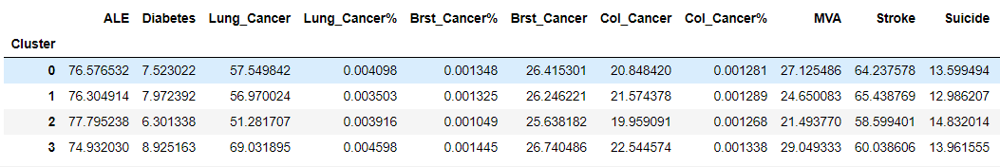 ALE Diabetes Lung_Cancer Lung_Cancer% Brst_Cancer% Brst_Cancer Col_Cancer Col_Cancer% MVA Stroke Suicide
Cluster
0 76.576532 7.523022 57.549842 0.004098 0.001348 26.415301 20.848420 0.001281 27.125486 64.237578 13.599494
1 76.304914 7.972392 56.970024 0.003503 0.001325 26.246221 21.574378 0.001289 24.650083 65.438769 12.986207
2 77.795238 6.301338 51.281707 0.003916 0.001049 25.638182 19.959091 0.001268 21.493770 58.599401 14.832014
3 74.932030 8.925163 69.031895 0.004598 0.001445 26.740486 22.544574 0.001338 29.049333 60.038606 13.961555